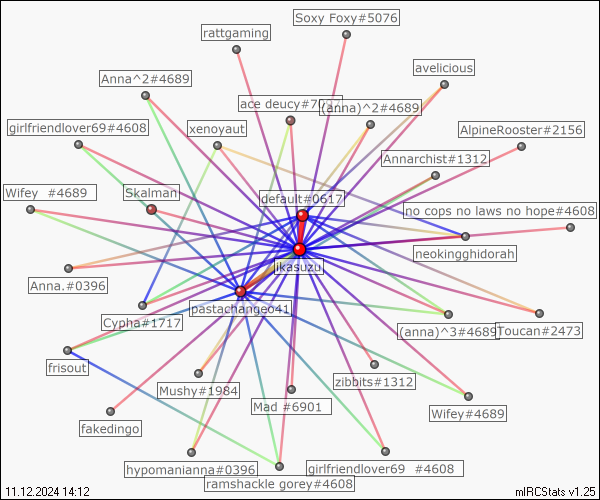 Soxy Foxy#5076
rattgaming
avelicious
Anna^2#4689
ace deucy#7
(anna)^2#4689
girlfriendlover69#4608
xenoyaut
AlpineRooster#2156
Annarchist#1312
Wifey #4689
Skalman
default#0617
no cops no laws no hope#4608
neokingghidorah
jikasuzu
Anna.#0396
pastachange041
Cypha#1717
(anna)^3#4689
Toucan#2473
frisout
Mushy#1984
zibbits#1312
Mad #6901
Wifey#4689
fakedingo
hypomanianna#0396
girlfriendlover69 #4608
ramshackle gorey#4608
11.12.2024 14:12
mIRCStats v1.25